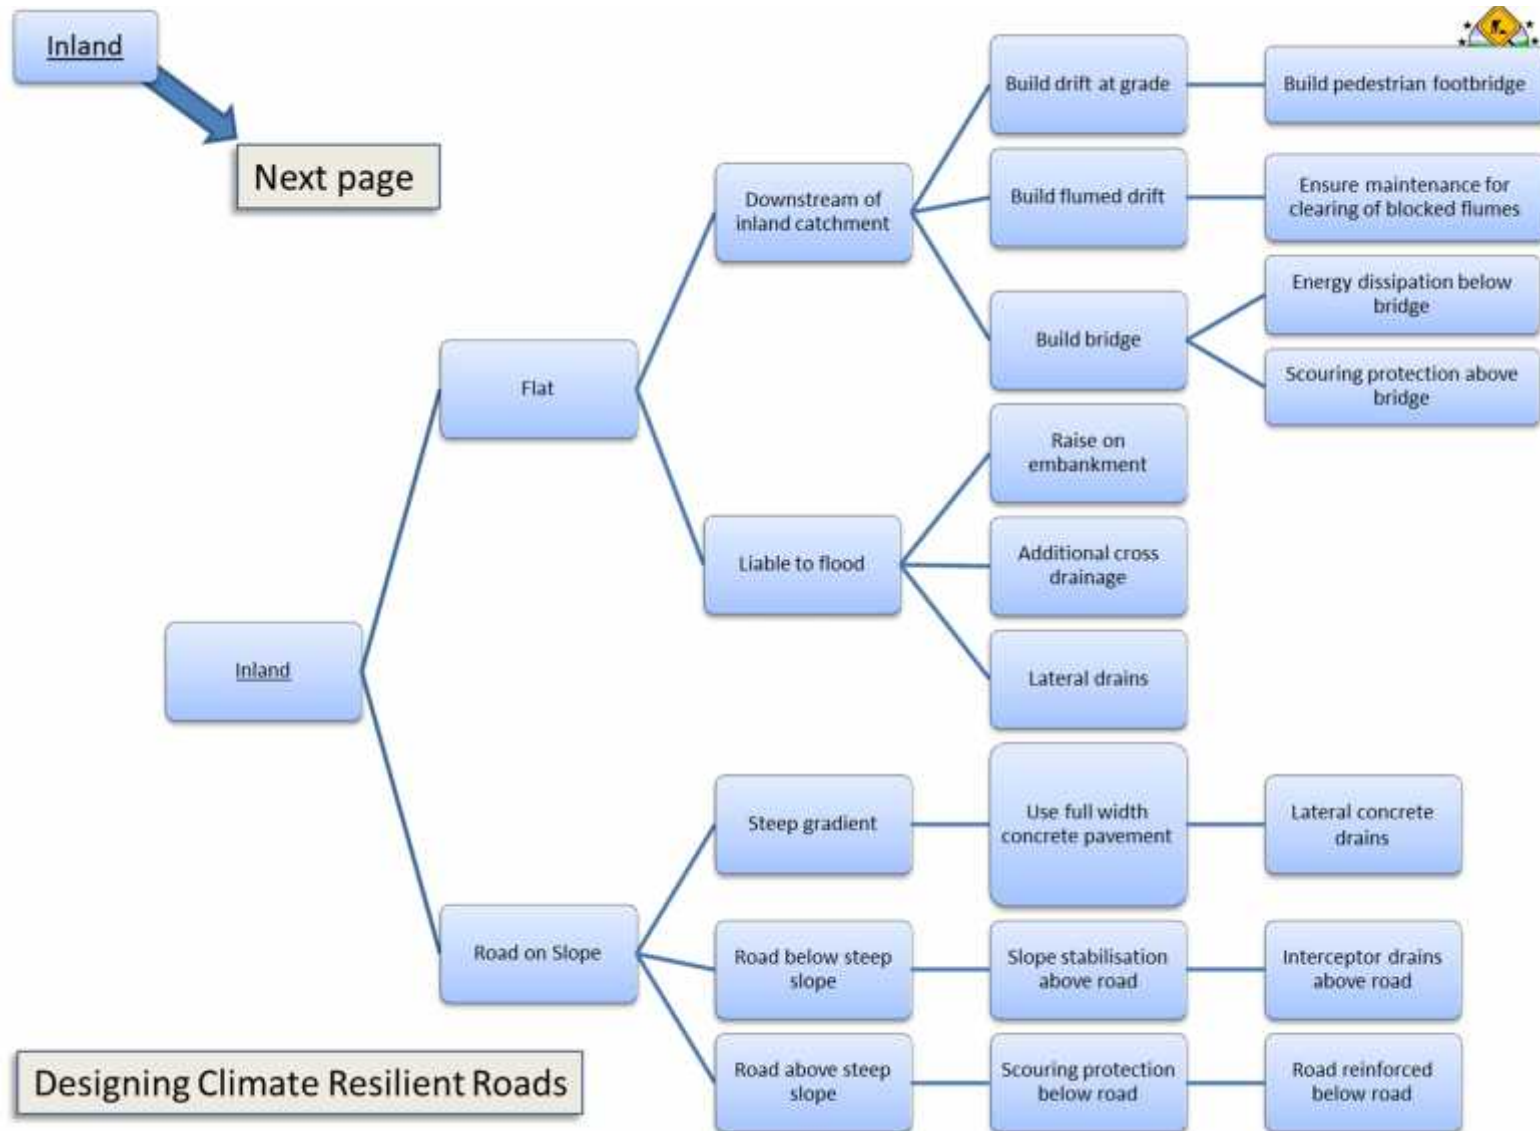 Inland
Next page
Build drift at grade
Build pedestrian footbridge
Downstream of
inland catchment
Build flumed drift
Ensure maintenance for
clearing of blocked flumes
Energy dissipation below
bridge
Build bridge
Scouring protection above
bridge
Flat
Raise on
embankment
Liable to flood
Additional cross
drainage
Lateral drains
Inland
Steep gradient
Use full width
concrete pavement
Lateral concrete
drains
Road on Slope
Road below steep
slope
Slope stabilisation
above road
Interceptor drains
above road
Road above steep
slope
Scouring protection
below road
Road reinforced
below road
Designing Climate Resilient Roads